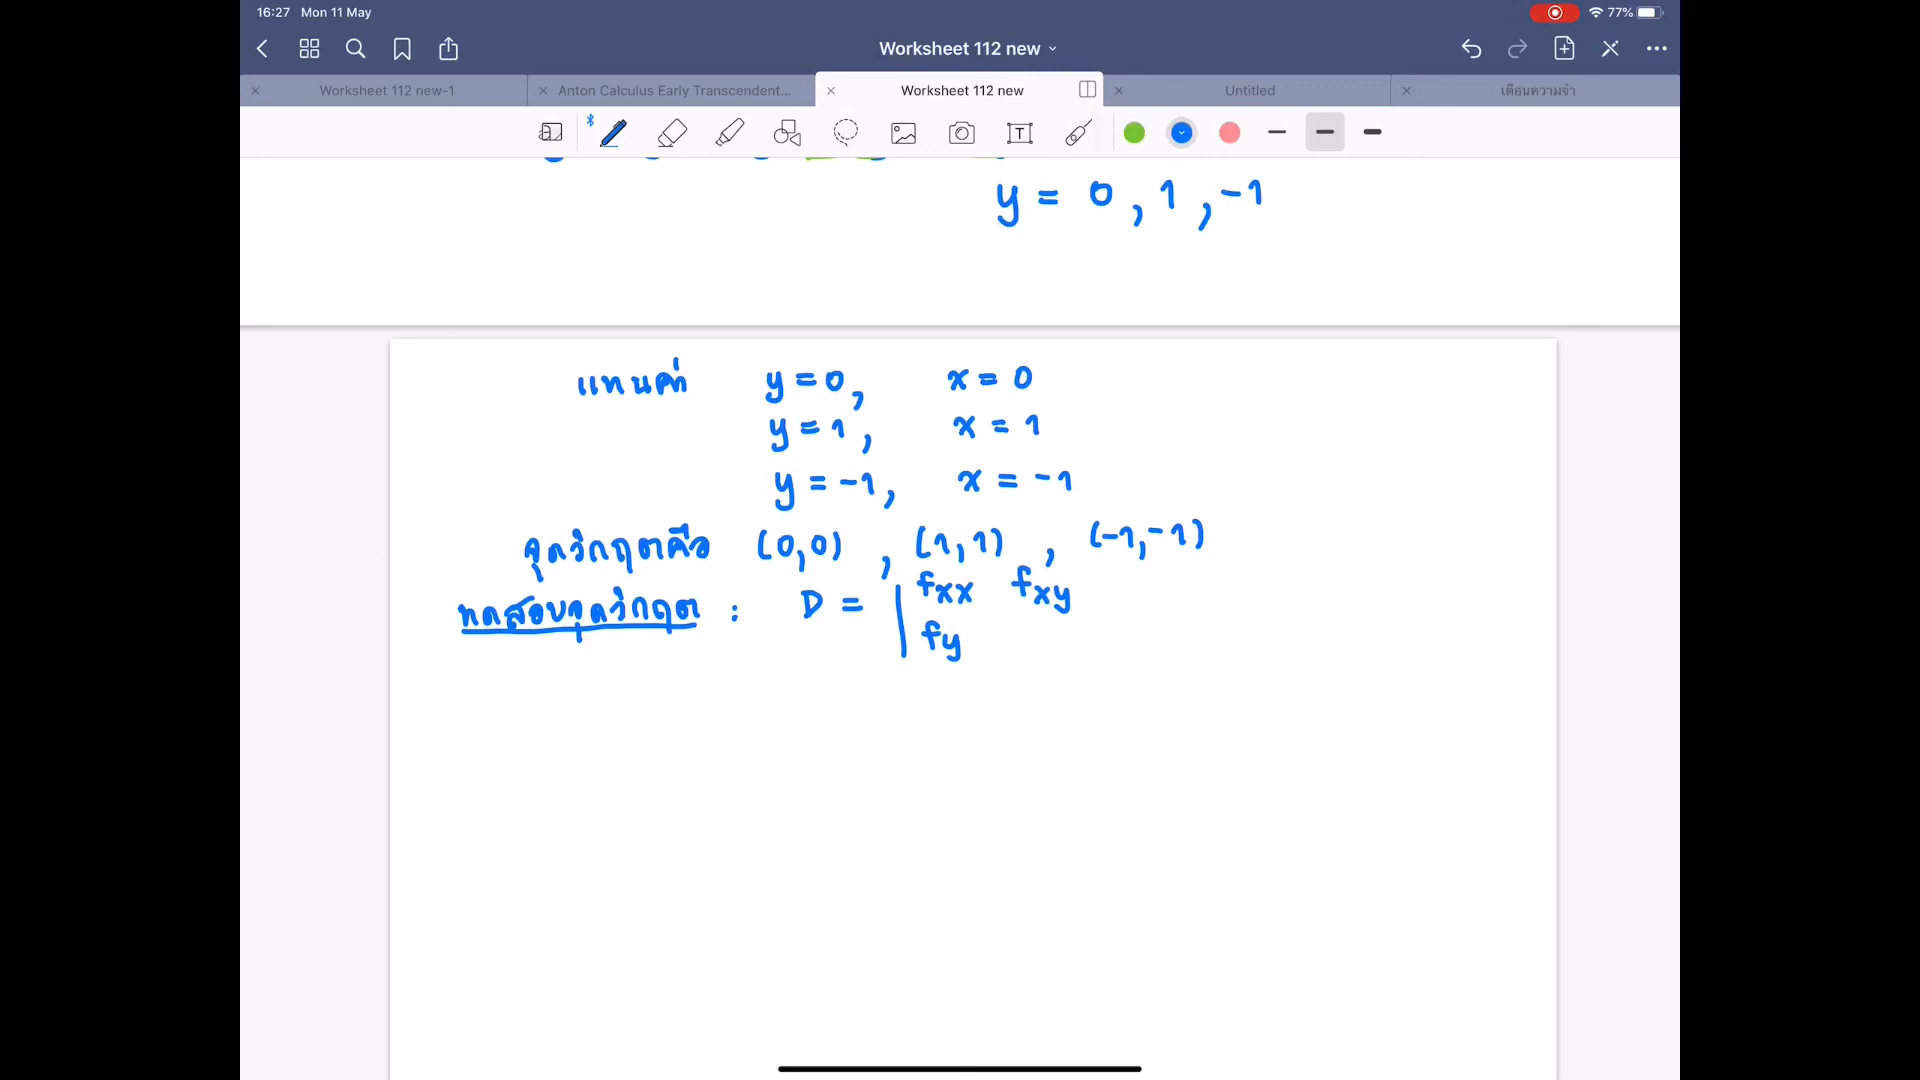 16:27 Mon 11 May
77%
Worksheet 112 new
Worksheet 112 new-1
Anton Calculus Early Transcendent...
Worksheet 112 new
Untitled
เตือนความจำ
y = 0 , 1 , -1
แทนค่า y = 0, x = 0
y = 1, x = 1
y = -1, x = -1
จุดวิกฤตคือ (0,0) , (1,1) , (-1,-1)
ทดสอบจุดวิกฤต : D = | fxx fxy
fy